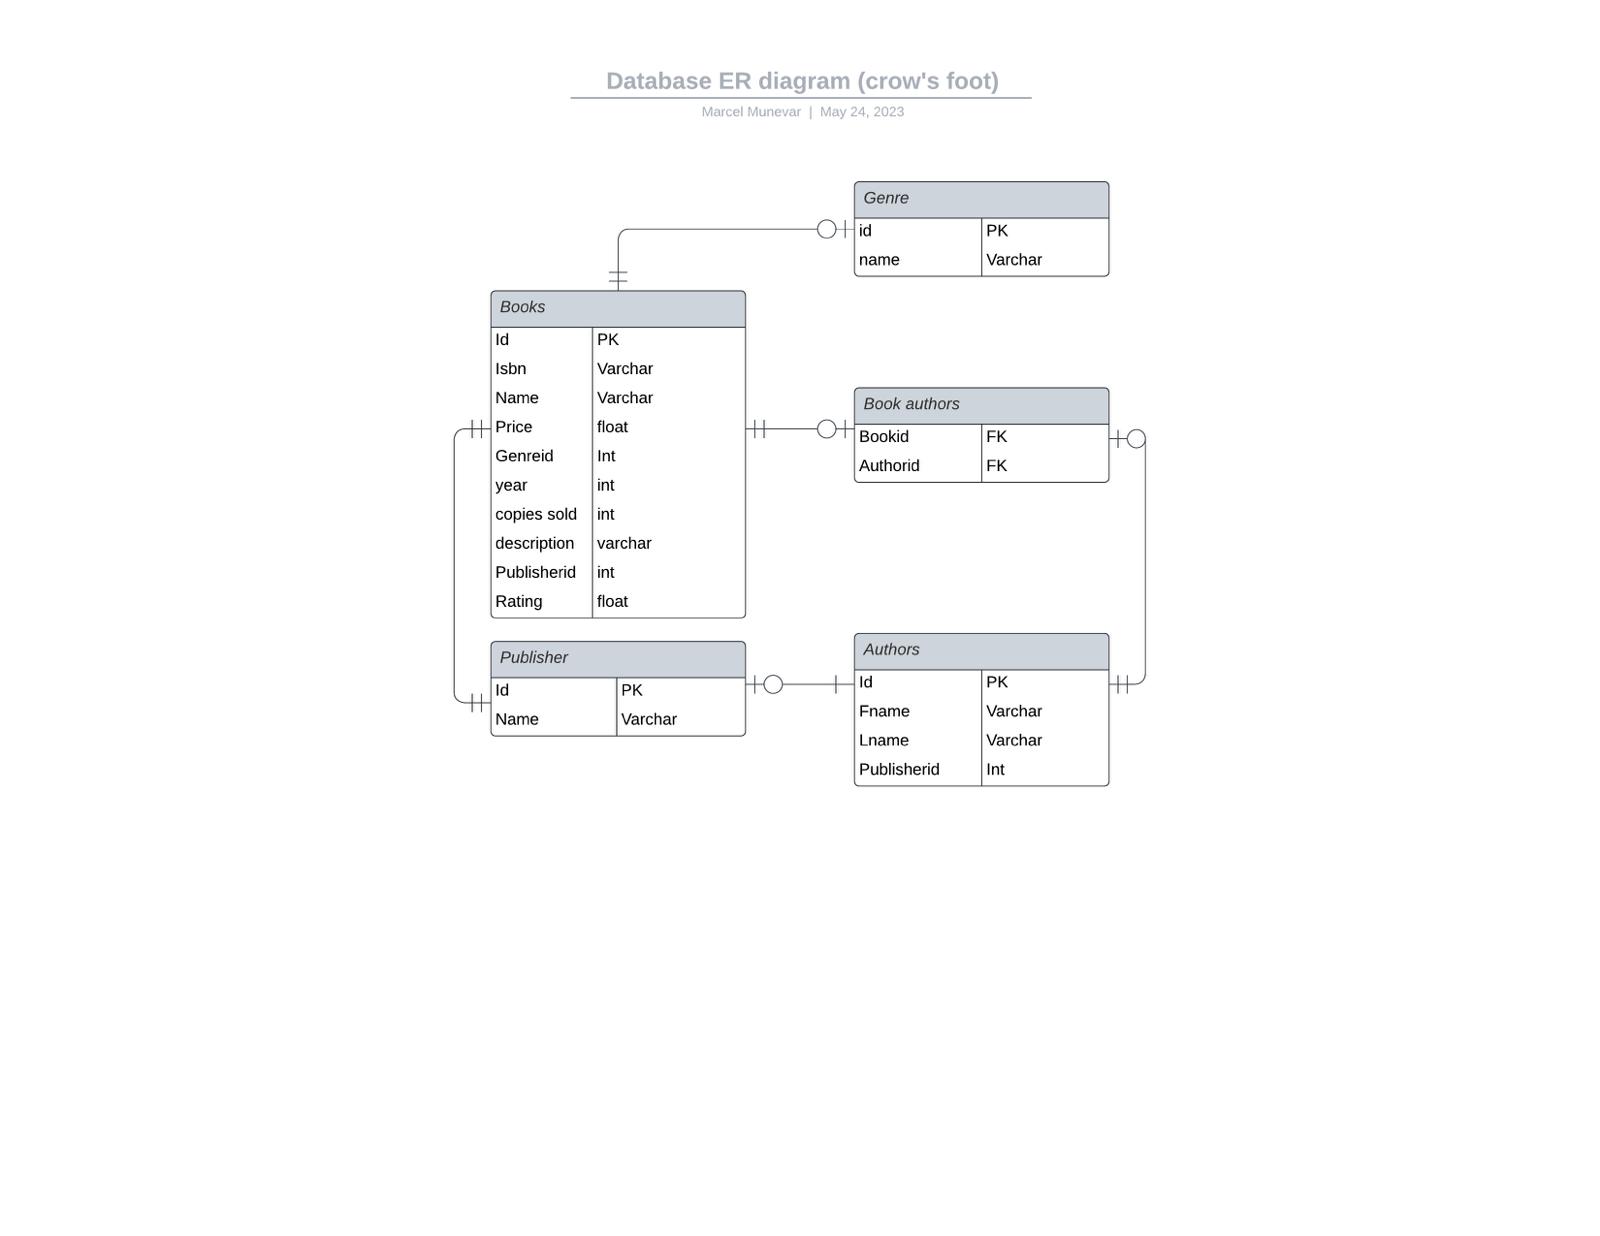 Database ER diagram (crow's foot)
Marcel Munevar | May 24, 2023
Genre
id PK
name Varchar
Books
Id PK
Isbn Varchar
Name Varchar
Price float
Genreid Int
year int
copies sold int
description varchar
Publisherid int
Rating float
Book authors
Bookid FK
Authorid FK
Publisher
Id PK
Name Varchar
Authors
Id PK
Fname Varchar
Lname Varchar
Publisherid Int